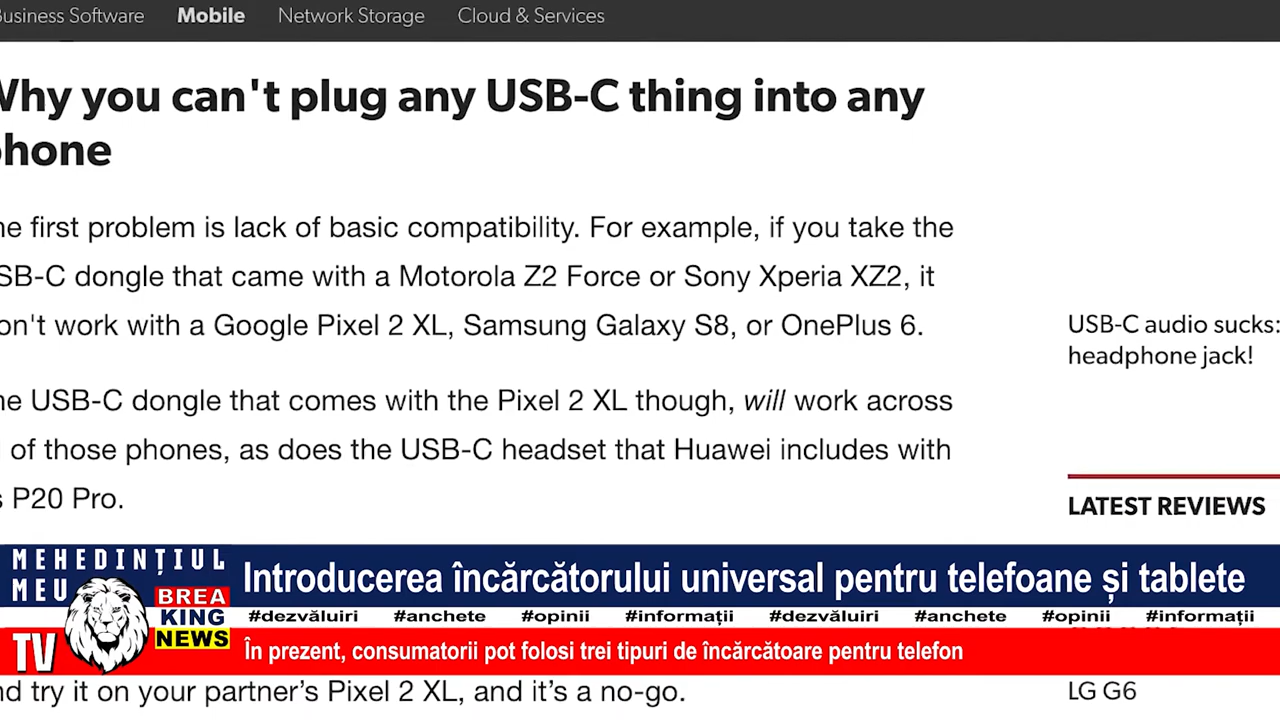 Business Software Mobile Network Storage Cloud & Services
Why you can't plug any USB-C thing into any
phone
he first problem is lack of basic compatibility. For example, if you take the
SB-C dongle that came with a Motorola Z2 Force or Sony Xperia XZ2, it
on't work with a Google Pixel 2 XL, Samsung Galaxy S8, or OnePlus 6.
he USB-C dongle that comes with the Pixel 2 XL though, will work across
of those phones, as does the USB-C headset that Huawei includes with
s P20 Pro.
USB-C audio sucks:
headphone jack!
LATEST REVIEWS
MEHEDINȚIUL
MEU
TV
BREA
KING
NEWS
Introducerea încărcătorului universal pentru telefoane și tablete
#dezvăluiri #anchete #opinii #informații #dezvăluiri #anchete #opinii #informații
În prezent, consumatorii pot folosi trei tipuri de încărcătoare pentru telefon
nd try it on your partner's Pixel 2 XL, and it's a no-go.
LG G6